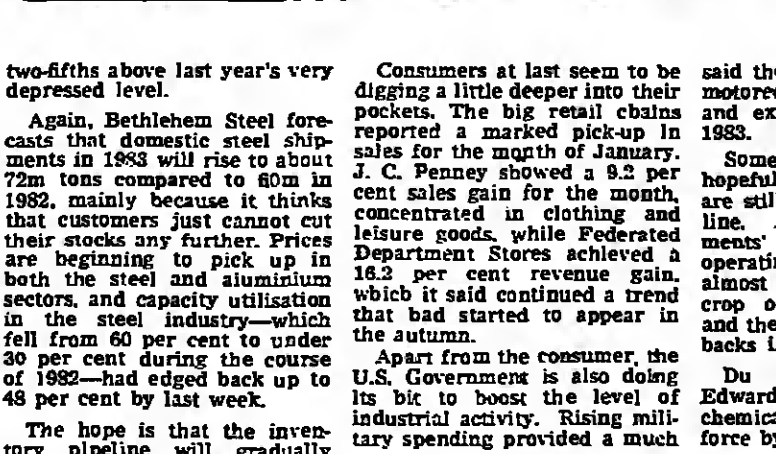 two-fifths above last year's very
depressed level.
Again, Bethlehem Steel fore-
casts that domestic steel ship-
ments in 1983 will rise to about
72m tons compared to 60m in
1982, mainly because it thinks
that customers just cannot cut
their stocks any further. Prices
are beginning to pick up in
both the steel and aluminium
sectors, and capacity utilisation
in the steel industry—which
fell from 60 per cent to under
30 per cent during the course
of 1982—had edged back up to
48 per cent by last week.
The hope is that the inven-
tory pipeline will gradually
Consumers at last seem to be
digging a little deeper into their
pockets. The big retail chains
reported a marked pick-up in
sales for the month of January.
J. C. Penney showed a 9.2 per
cent sales gain for the month,
concentrated in clothing and
leisure goods, while Federated
Department Stores achieved a
16.2 per cent revenue gain,
which it said continued a trend
that had started to appear in
the autumn.
Apart from the consumer, the
U.S. Government is also doing
its bit to boost the level of
industrial activity. Rising mili-
tary spending provided a much
said the
motored
and ex
1983.
Some
hopeful
are still
line.
ments'
operatin
almost
crop o
and the
backs i
Du
Edward
chemica
force by